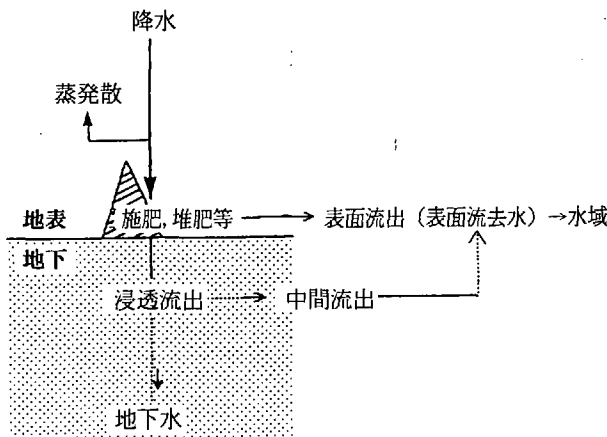 降水
蒸発散
地表
施肥,堆肥等
表面流出(表面流去水)
水域
地下
浸透流出
中間流出
地下水